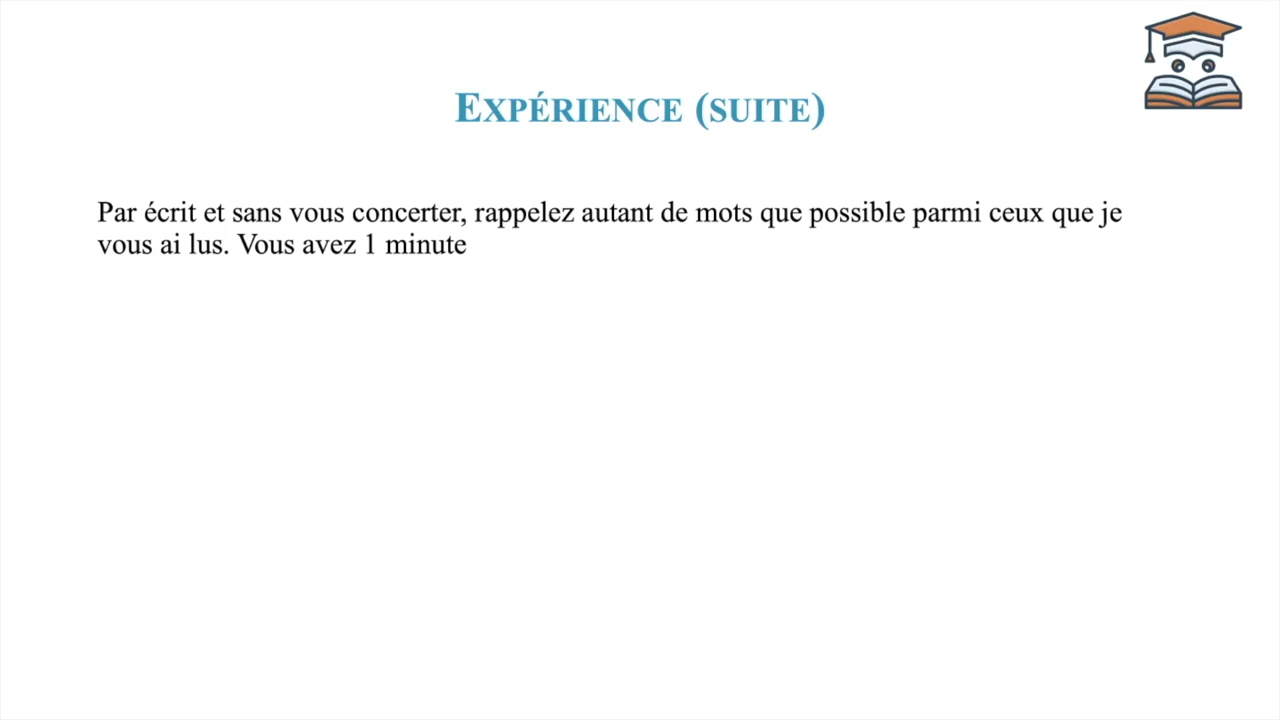 EXPÉRIENCE (SUITE)
Par écrit et sans vous concerter, rappelez autant de mots que possible parmi ceux que je
vous ai lus. Vous avez 1 minute